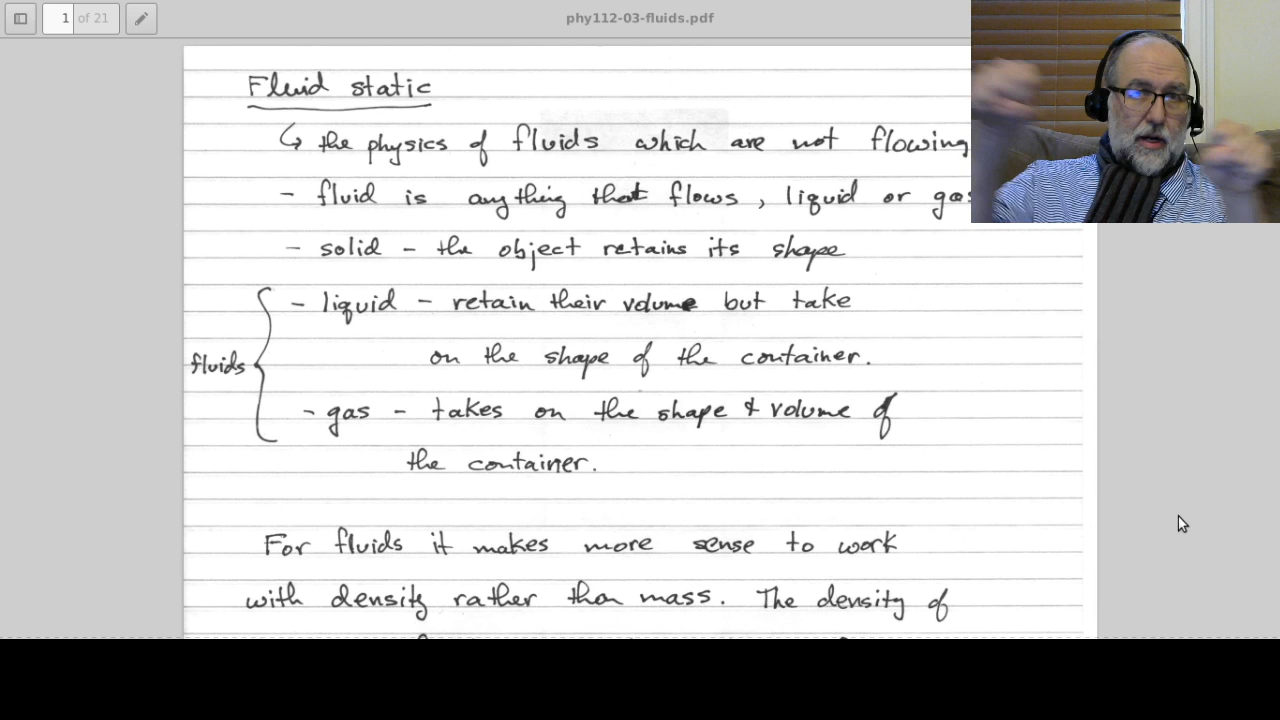 1 of 21
phy112-03-fluids.pdf
Fluid static
↳ the physics of fluids which are not flowing
- fluid is anything that flows, liquid or gas
- solid - the object retains its shape
- liquid - retain their volume but take
on the shape of the container.
fluids
- gas - takes on the shape & volume of
the container.
For fluids it makes more sense to work
with density rather than mass. The density of